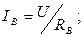 I_B = U/R_B;